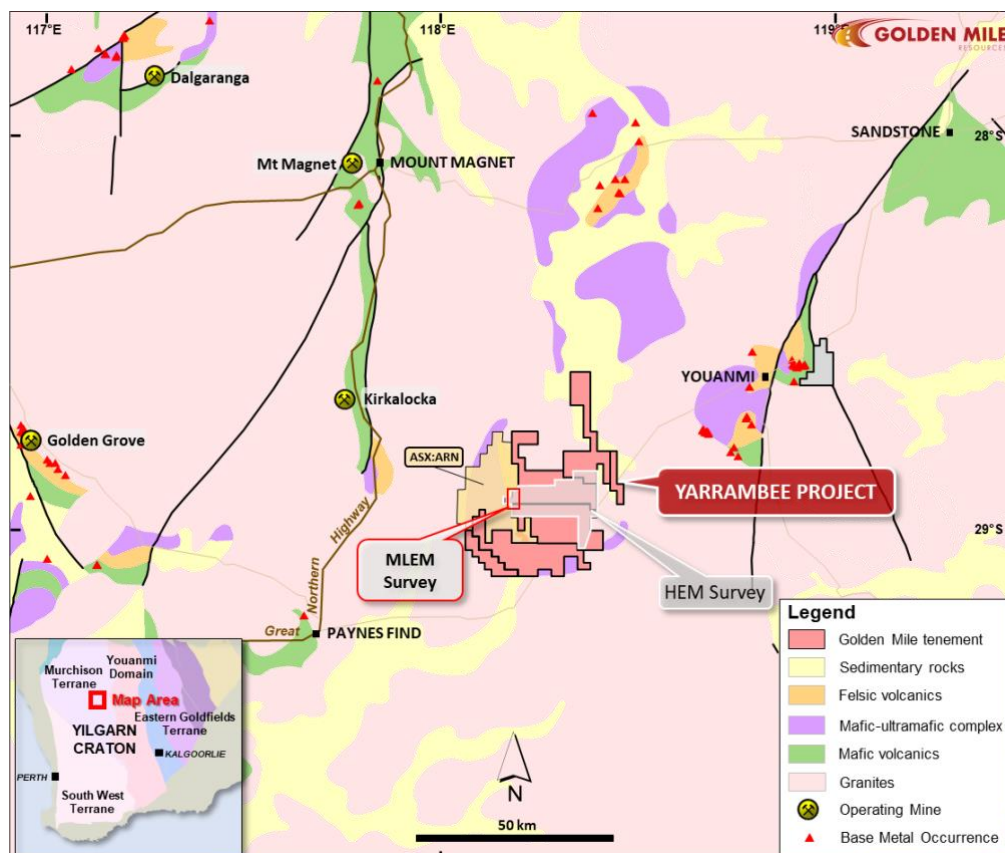 117°E
118°E
119°E
GOLDEN MILE
RESOURCES
Dalgaranga
SANDSTONE
28°S
Mt Magnet
MOUNT MAGNET
YOUANMI
Kirkalocka
Golden Grove
ASX:ARN
YARRAMBEE PROJECT
29°S
MLEM
Survey
HEM Survey
Great Northern Highway
PAYNES FIND
Murchison
Terrane
Youanmi
Domain
Map Area
YILGARN
CRATON
Eastern Goldfields
Terrane
KALGOORLIE
PERTH
South West
Terrane
N
50 km
Legend
Golden Mile tenement
Sedimentary rocks
Felsic volcanics
Mafic-ultramafic complex
Mafic volcanics
Granites
Operating Mine
Base Metal Occurrence